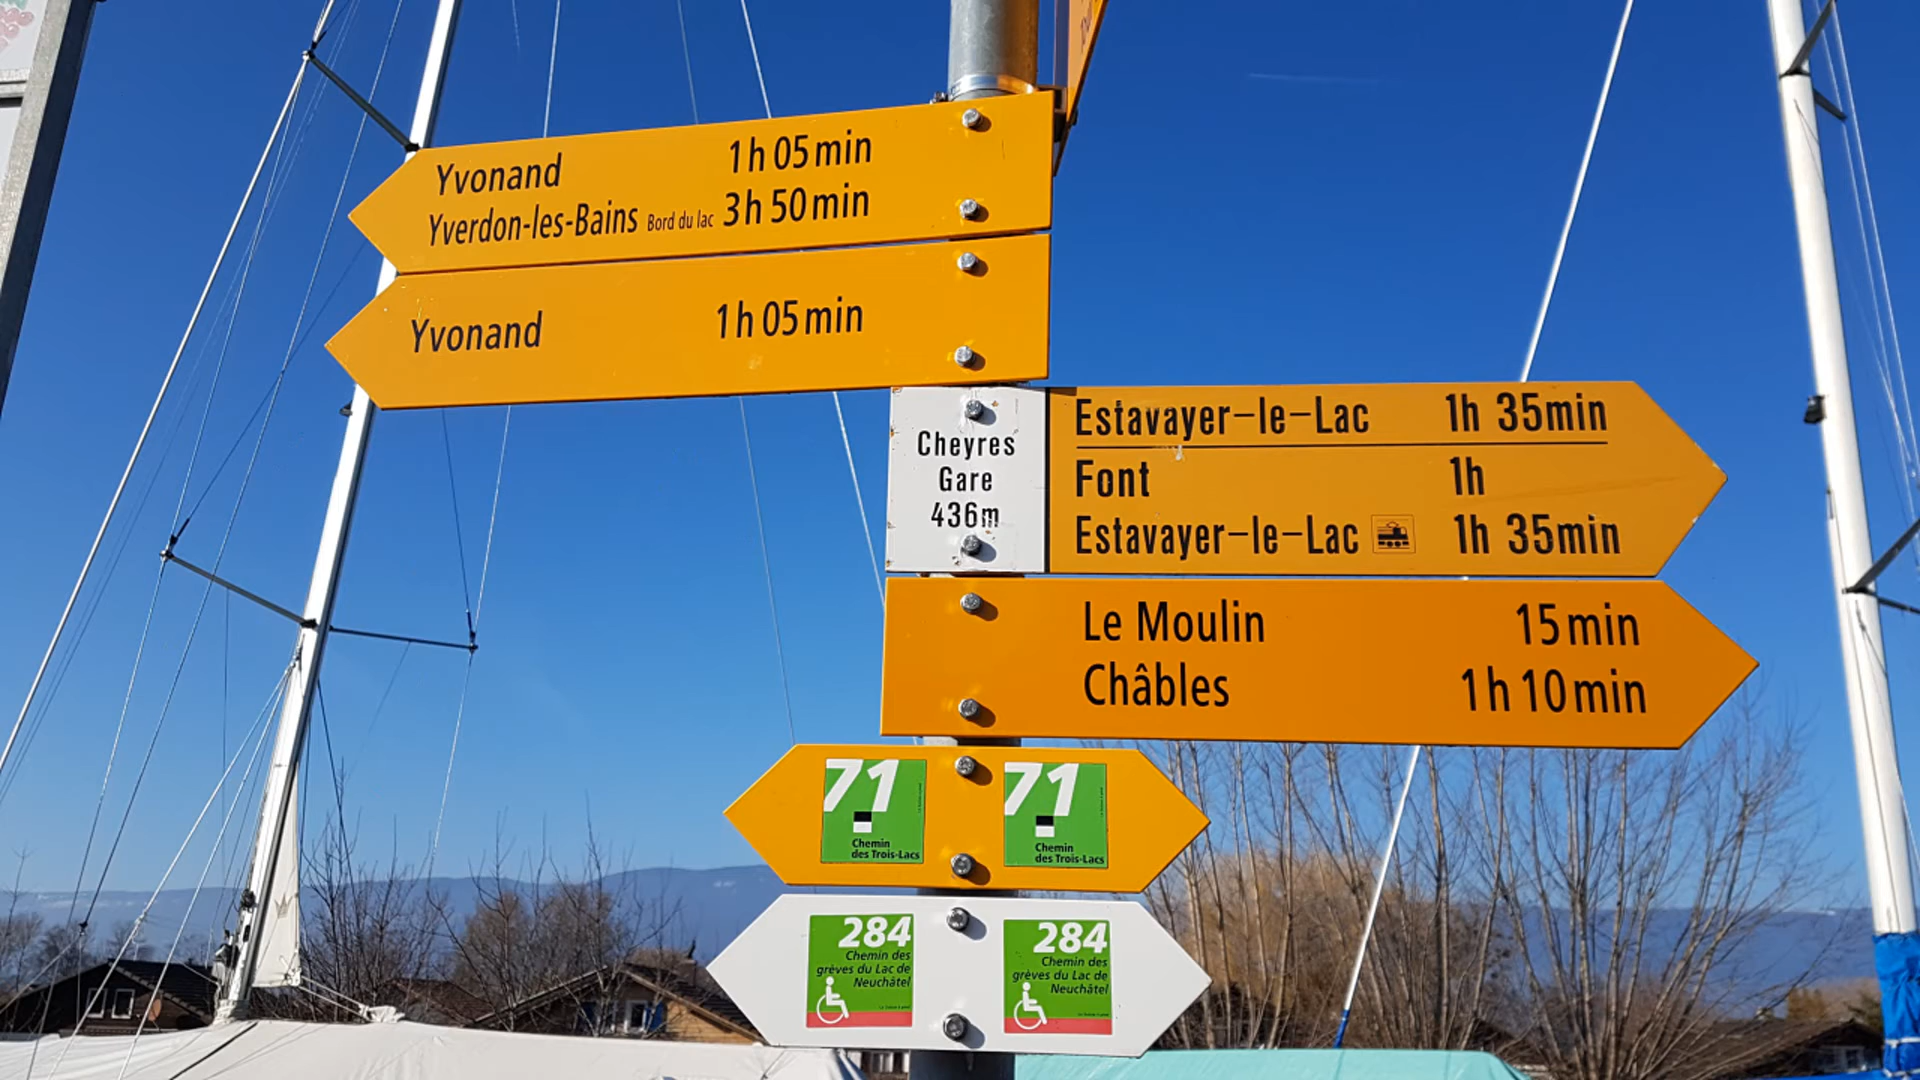 Yvonand 1h 05min
Yverdon-les-Bains Bord du lac 3h 50min
Yvonand 1h 05min
Cheyres
Gare
436m
Estavayer-le-Lac 1h 35min
Font 1h
Estavayer-le-Lac 1h 35min
Le Moulin 15min
Châbles 1h 10min
71
Chemin
des Trois-Lacs
71
Chemin
des Trois-Lacs
284
Chemin des
grèves du Lac de
Neuchâtel
284
Chemin des
grèves du Lac de
Neuchâtel